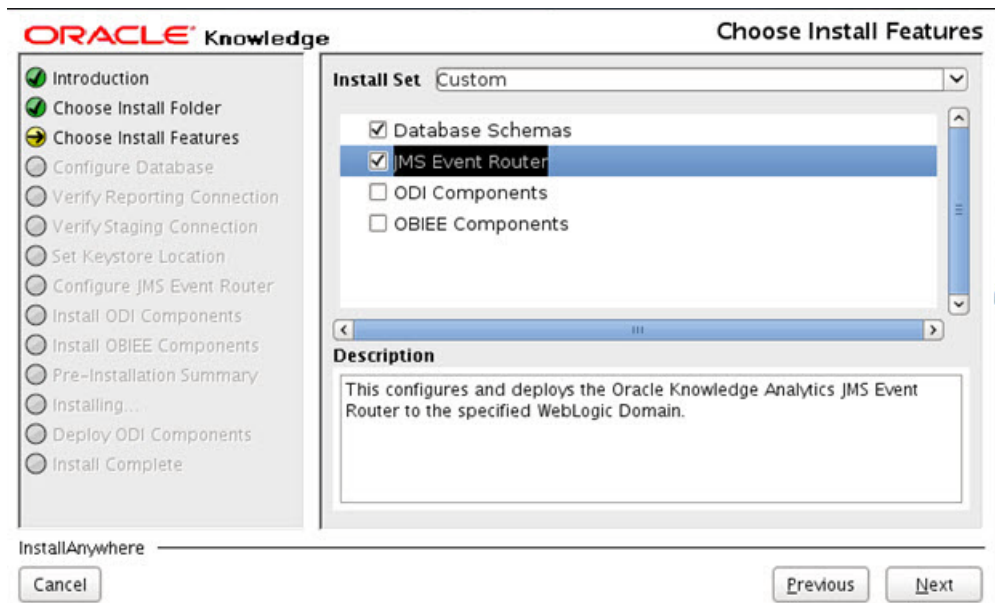 ORACLE Knowledge
Choose Install Features
Introduction
Choose Install Folder
Choose Install Features
Configure Database
Verify Reporting Connection
Verify Staging Connection
Set Keystore Location
Configure JMS Event Router
Install ODI Components
Install OBIEE Components
Pre-Installation Summary
Installing...
Deploy ODI Components
Install Complete
Install Set Custom
Database Schemas
JMS Event Router
ODI Components
OBIEE Components
Description
This configures and deploys the Oracle Knowledge Analytics JMS Event
Router to the specified WebLogic Domain.
InstallAnywhere
Cancel
Previous
Next